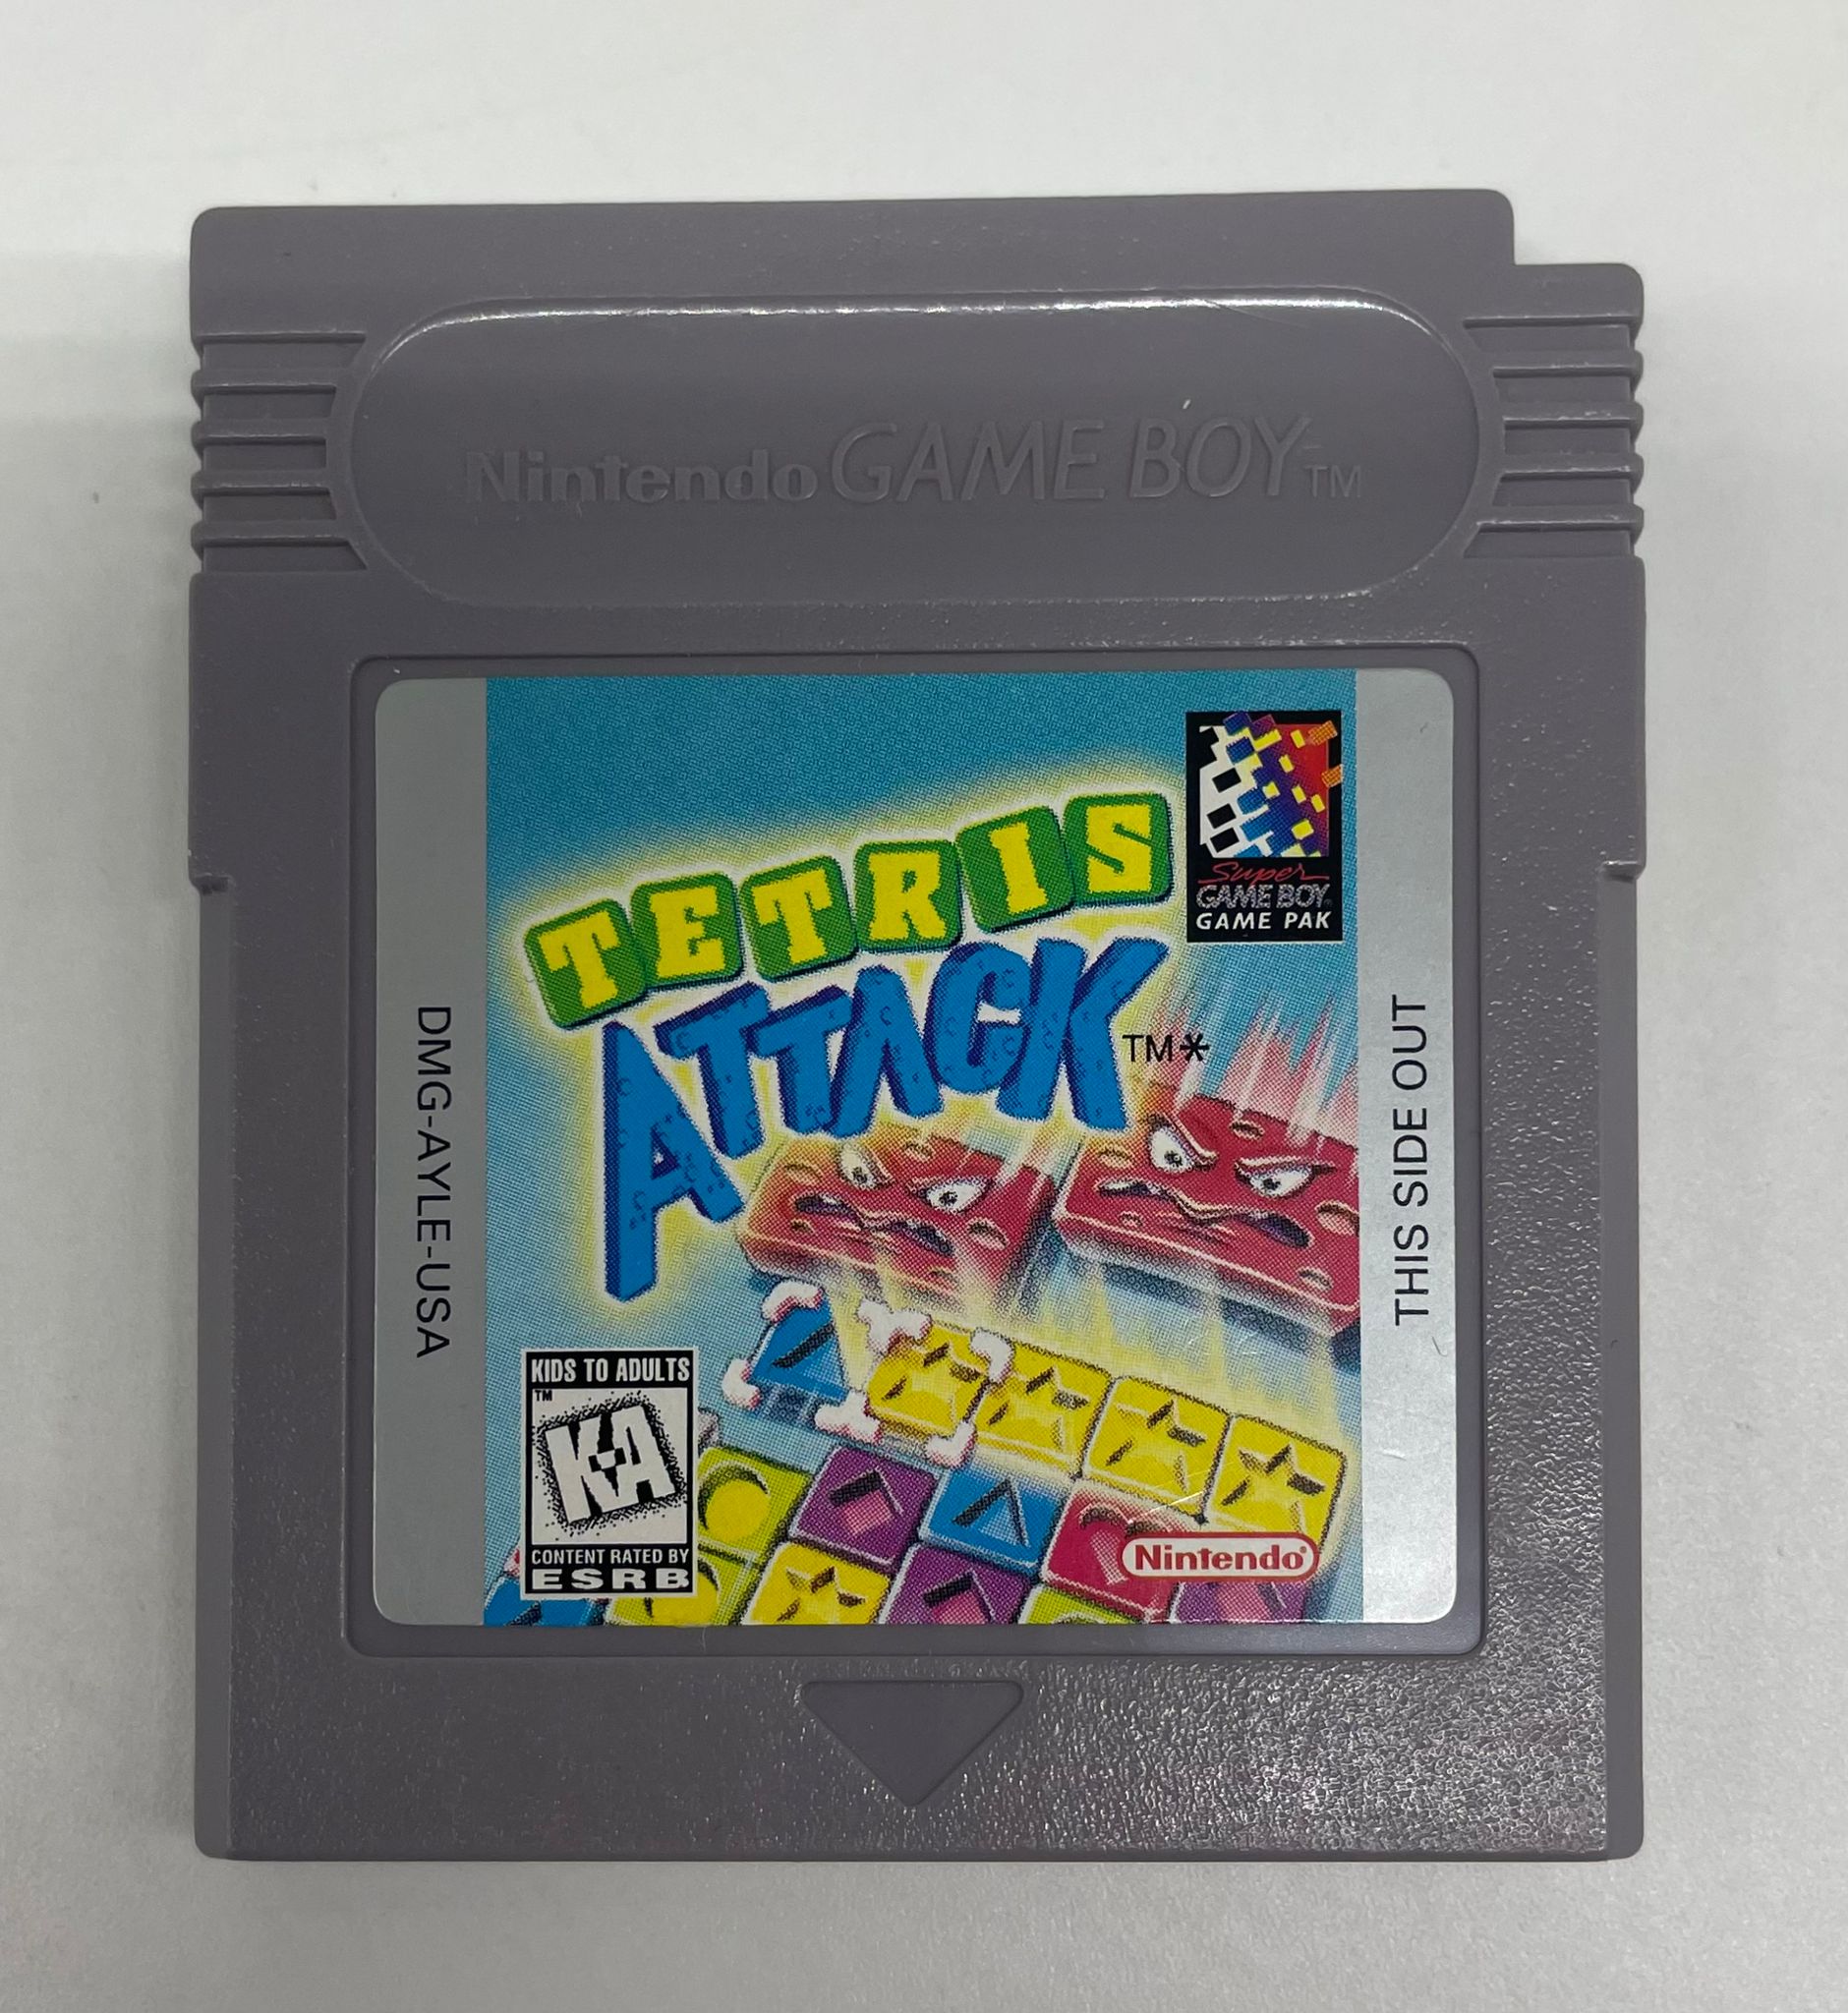 Nintendo GAME BOY TM
TETRIS
ATTACK TM*
Super
GAME BOY
GAME PAK
DMG-AYLE-USA
THIS SIDE OUT
KIDS TO ADULTS
TM
K-A
CONTENT RATED BY
ESRB
Nintendo®